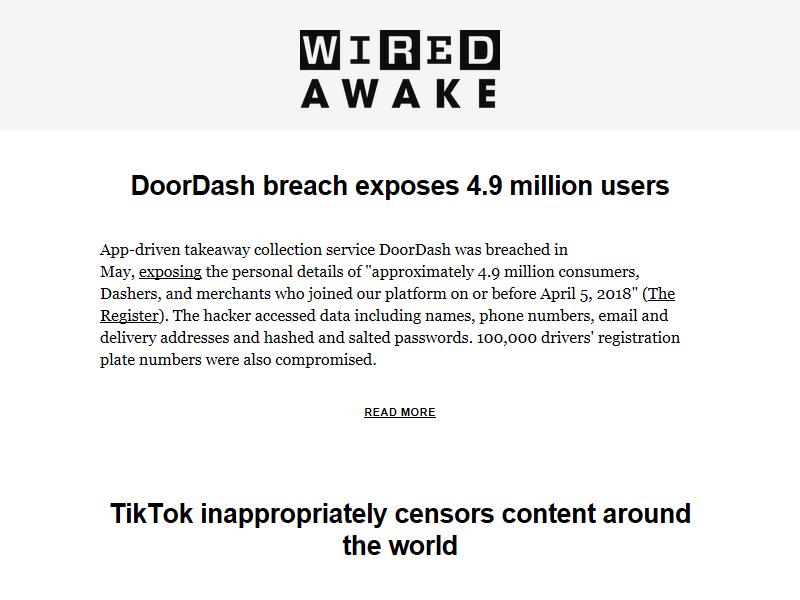 WIRED
AWAKE
DoorDash breach exposes 4.9 million users
App-driven takeaway collection service DoorDash was breached in
May, exposing the personal details of "approximately 4.9 million consumers,
Dashers, and merchants who joined our platform on or before April 5, 2018" (The
Register). The hacker accessed data including names, phone numbers, email and
delivery addresses and hashed and salted passwords. 100,000 drivers' registration
plate numbers were also compromised.
READ MORE
TikTok inappropriately censors content around
the world